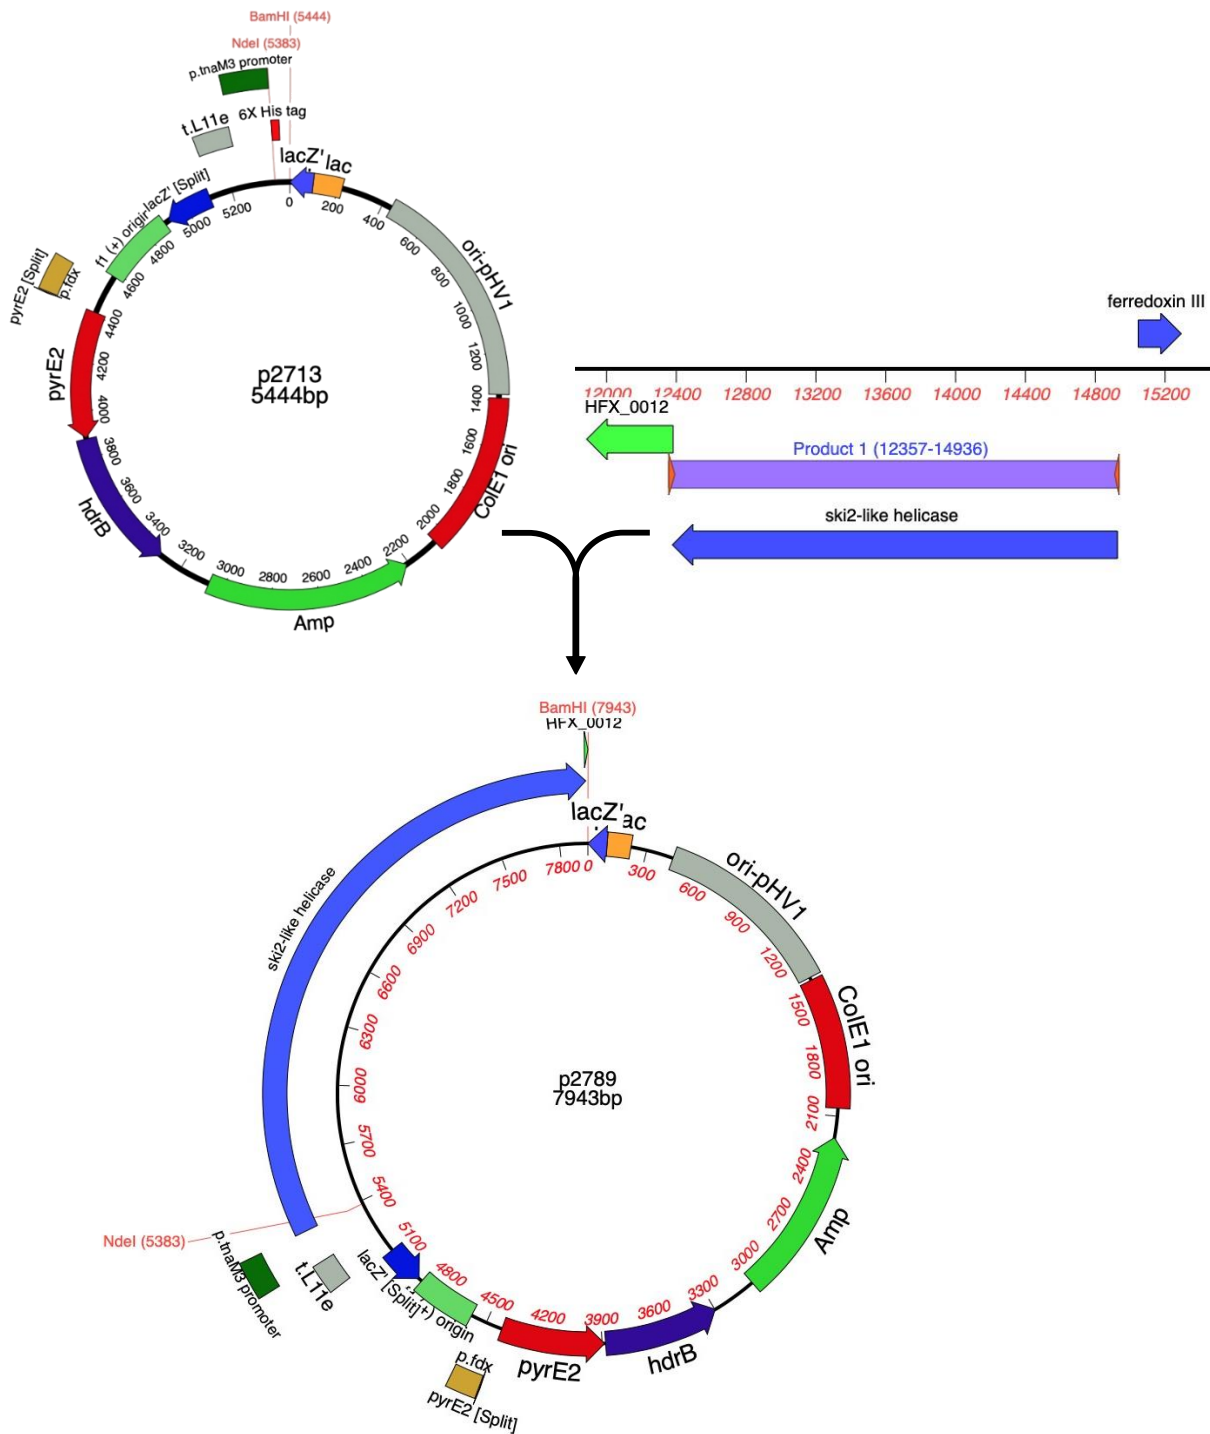 BamHI (5444)
NdeI (5383)
p.tnaM3 promoter
6X His tag
t.L11e
lacZ' lac
lacZ' [Split]
f1 (+) origin
pyrE2 [Split]
p.fdx
pyrE2
hdrB
Amp
ColE1 ori
ori-pHV1
0
200
400
600
800
1000
1200
1400
1600
1800
2000
2200
2400
2600
2800
3000
3200
3400
3600
3800
4000
4200
4400
4600
4800
5000
5200
p2713
5444bp
ferredoxin III
12000 12400 12800 13200 13600 14000 14400 14800 15200
HFX_0012
Product 1 (12357-14936)
ski2-like helicase
BamHI (7943)
HFX_0012
lacZ' ac
ori-pHV1
ColE1 ori
Amp
hdrB
pyrE2
p.fdx
pyrE2 [Split]
(+) origin
lacZ' [Split]
t.L11e
p.tnaM3 promoter
NdeI (5383)
ski2-like helicase
0
300
600
900
1200
1500
1800
2100
2400
2700
3000
3300
3600
3900
4200
4500
4800
5100
5400
5700
6000
6300
6600
6900
7200
7500
7800
p2789
7943bp